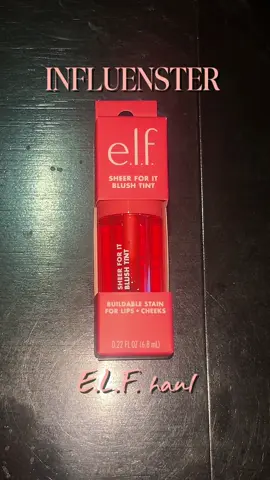 INFLUENSTER
e.l.f.
SHEER FOR IT
BLUSH TINT
SHEER FOR IT
BLUSH TINT
BUILDABLE STAIN
FOR LIPS • CHEEKS
0.22 FL OZ (6.8 mL)
E.L.F. haul